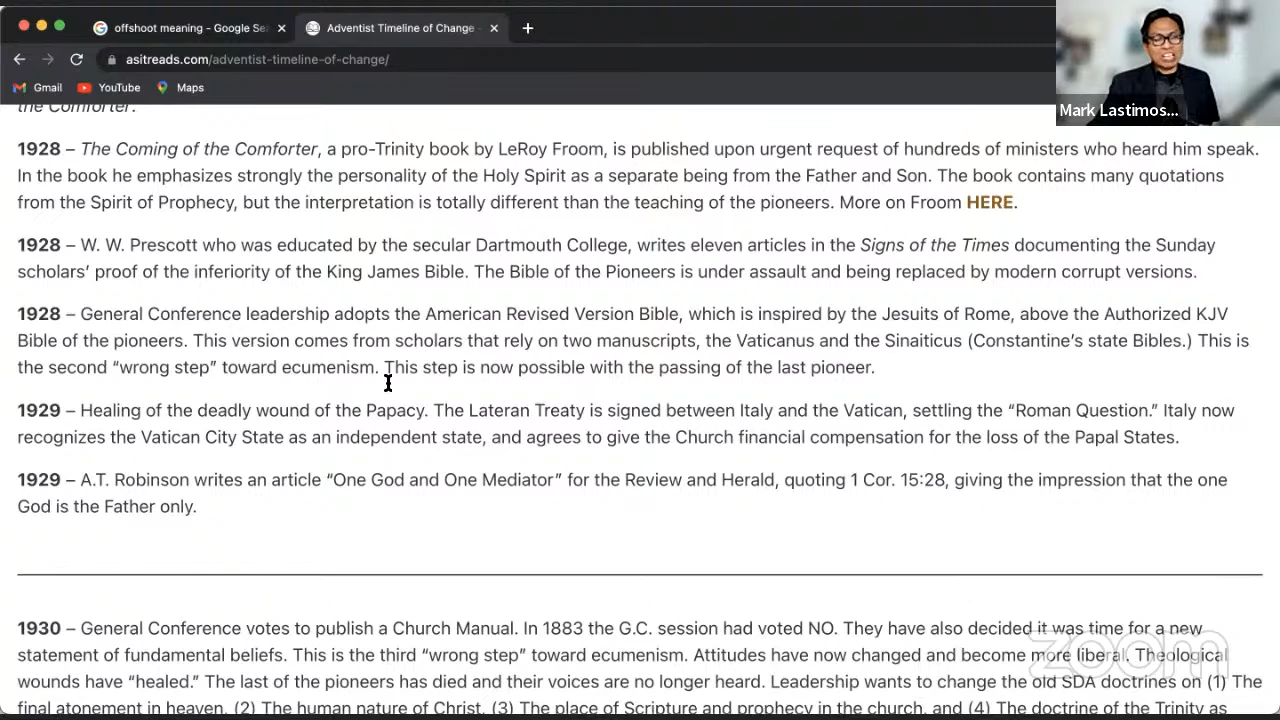 offshoot meaning - Google Se
Adventist Timeline of Change -
asitreads.com/adventist-timeline-of-change/
Gmail
YouTube
Maps
Mark Lastimos...
the Comforter.
1928 – The Coming of the Comforter, a pro-Trinity book by LeRoy Froom, is published upon urgent request of hundreds of ministers who heard him speak.
In the book he emphasizes strongly the personality of the Holy Spirit as a separate being from the Father and Son. The book contains many quotations
from the Spirit of Prophecy, but the interpretation is totally different than the teaching of the pioneers. More on Froom HERE.
1928 – W. W. Prescott who was educated by the secular Dartmouth College, writes eleven articles in the Signs of the Times documenting the Sunday
scholars’ proof of the inferiority of the King James Bible. The Bible of the Pioneers is under assault and being replaced by modern corrupt versions.
1928 – General Conference leadership adopts the American Revised Version Bible, which is inspired by the Jesuits of Rome, above the Authorized KJV
Bible of the pioneers. This version comes from scholars that rely on two manuscripts, the Vaticanus and the Sinaiticus (Constantine’s state Bibles.) This is
the second “wrong step” toward ecumenism. This step is now possible with the passing of the last pioneer.
1929 – Healing of the deadly wound of the Papacy. The Lateran Treaty is signed between Italy and the Vatican, settling the “Roman Question.” Italy now
recognizes the Vatican City State as an independent state, and agrees to give the Church financial compensation for the loss of the Papal States.
1929 – A.T. Robinson writes an article “One God and One Mediator” for the Review and Herald, quoting 1 Cor. 15:28, giving the impression that the one
God is the Father only.
1930 – General Conference votes to publish a Church Manual. In 1883 the G.C. session had voted NO. They have also decided it was time for a new
statement of fundamental beliefs. This is the third “wrong step” toward ecumenism. Attitudes have now changed and become more liberal. Theological
wounds have “healed.” The last of the pioneers has died and their voices are no longer heard. Leadership wants to change the old SDA doctrines on (1) The
final atonement in heaven, (2) The human nature of Christ, (3) The place of Scripture and prophecy in the church, and (4) The doctrine of the Trinity as
zoom